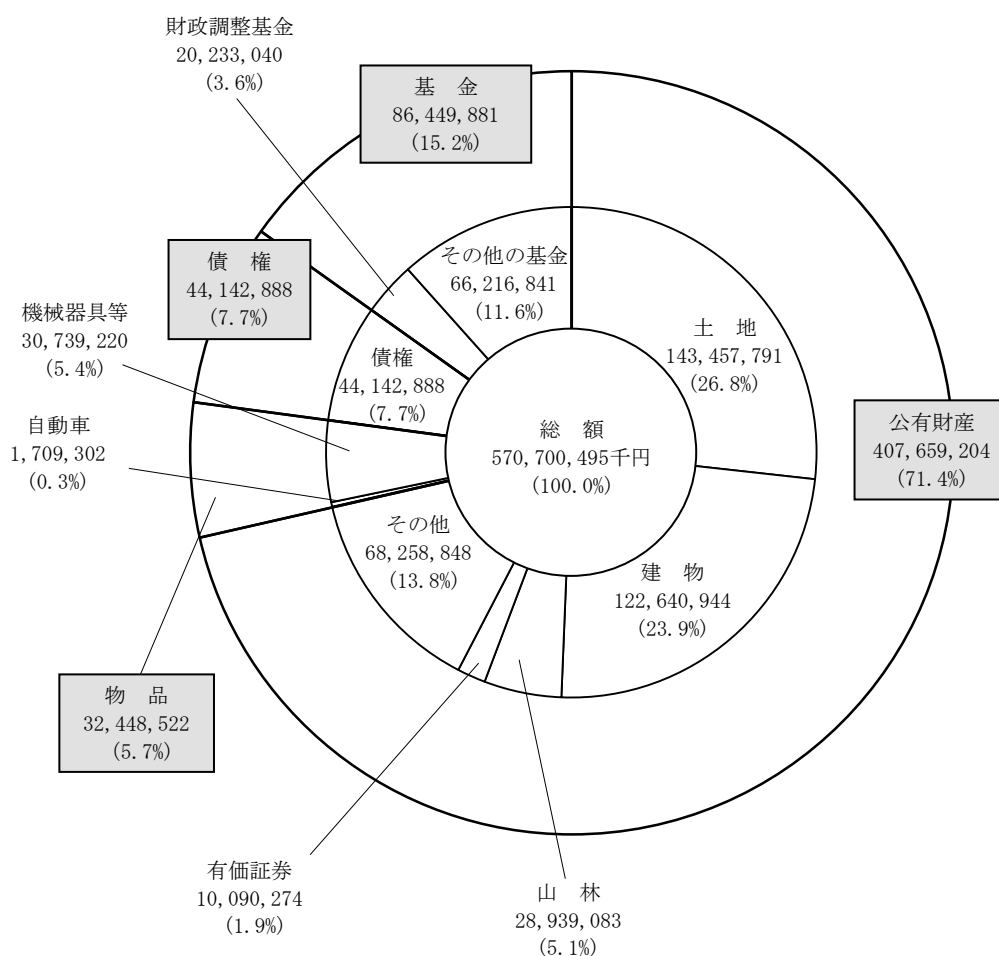 財政調整基金
20,233,040
(3.6%)
基　金
86,449,881
(15.2%)
債　権
44,142,888
(7.7%)
その他の基金
66,216,841
(11.6%)
土　地
143,457,791
(26.8%)
機械器具等
30,739,220
(5.4%)
債権
44,142,888
(7.7%)
自動車
1,709,302
(0.3%)
総　額
570,700,495千円
(100.0%)
公有財産
407,659,204
(71.4%)
その他
68,258,848
(13.8%)
建　物
122,640,944
(23.9%)
物　品
32,448,522
(5.7%)
有価証券
10,090,274
(1.9%)
山　林
28,939,083
(5.1%)